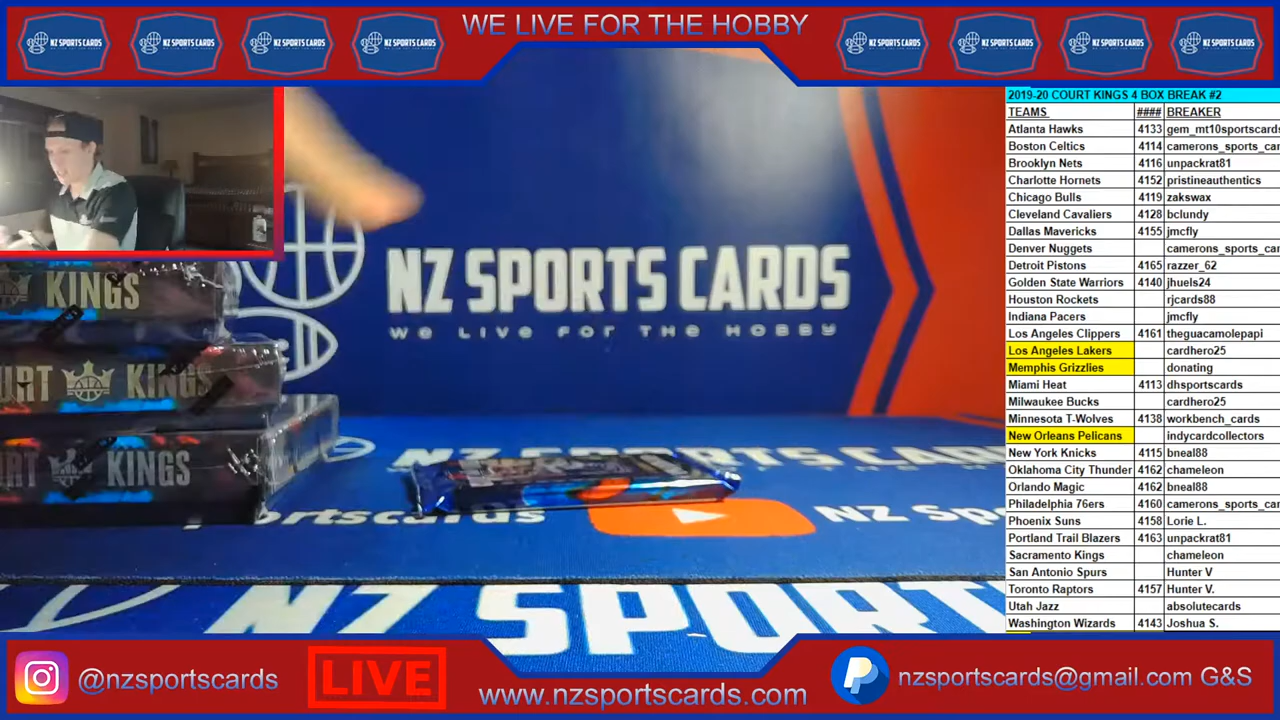 WE LIVE FOR THE HOBBY
NZ SPORTS CARDS
NZ SPORTS CARDS
NZ SPORTS CARDS
NZ SPORTS CARDS
NZ SPORTS CARDS
NZ SPORTS CARDS
NZ SPORTS CARDS
NZ SPORTS CARDS
2019-20 COURT KINGS 4 BOX BREAK #2
TEAMS #### BREAKER
Atlanta Hawks 4133 gem_mt10sportscards
Boston Celtics 4114 camerons_sports_car
Brooklyn Nets 4116 unpackrat81
Charlotte Hornets 4152 pristineauthentics
Chicago Bulls 4119 zakswax
Cleveland Cavaliers 4128 bclundy
Dallas Mavericks 4155 jmcfly
Denver Nuggets camerons_sports_car
Detroit Pistons 4165 razzer_62
Golden State Warriors 4140 jhuels24
Houston Rockets rjcards88
Indiana Pacers jmcfly
Los Angeles Clippers 4161 theguacamolepapi
Los Angeles Lakers cardhero25
Memphis Grizzlies donating
Miami Heat 4113 dhsportscards
Milwaukee Bucks cardhero25
Minnesota T-Wolves 4138 workbench_cards
New Orleans Pelicans indycardcollectors
New York Knicks 4115 bneal88
Oklahoma City Thunder 4162 chameleon
Orlando Magic 4162 bneal88
Philadelphia 76ers 4160 camerons_sports_car
Phoenix Suns 4158 Lorie L.
Portland Trail Blazers 4163 unpackrat81
Sacramento Kings chameleon
San Antonio Spurs Hunter V
Toronto Raptors 4157 Hunter V.
Utah Jazz absolutecards
Washington Wizards 4143 Joshua S.
NZ SPORTS CARDS
We Live For The Hobby
KINGS
URT KINGS
URT KINGS
SPORTS CARDS
sportscards
NZ Spo
NZ SPORT
@nzsportscards
LIVE
www.nzsportscards.com
nzsportscards@gmail.com G&S